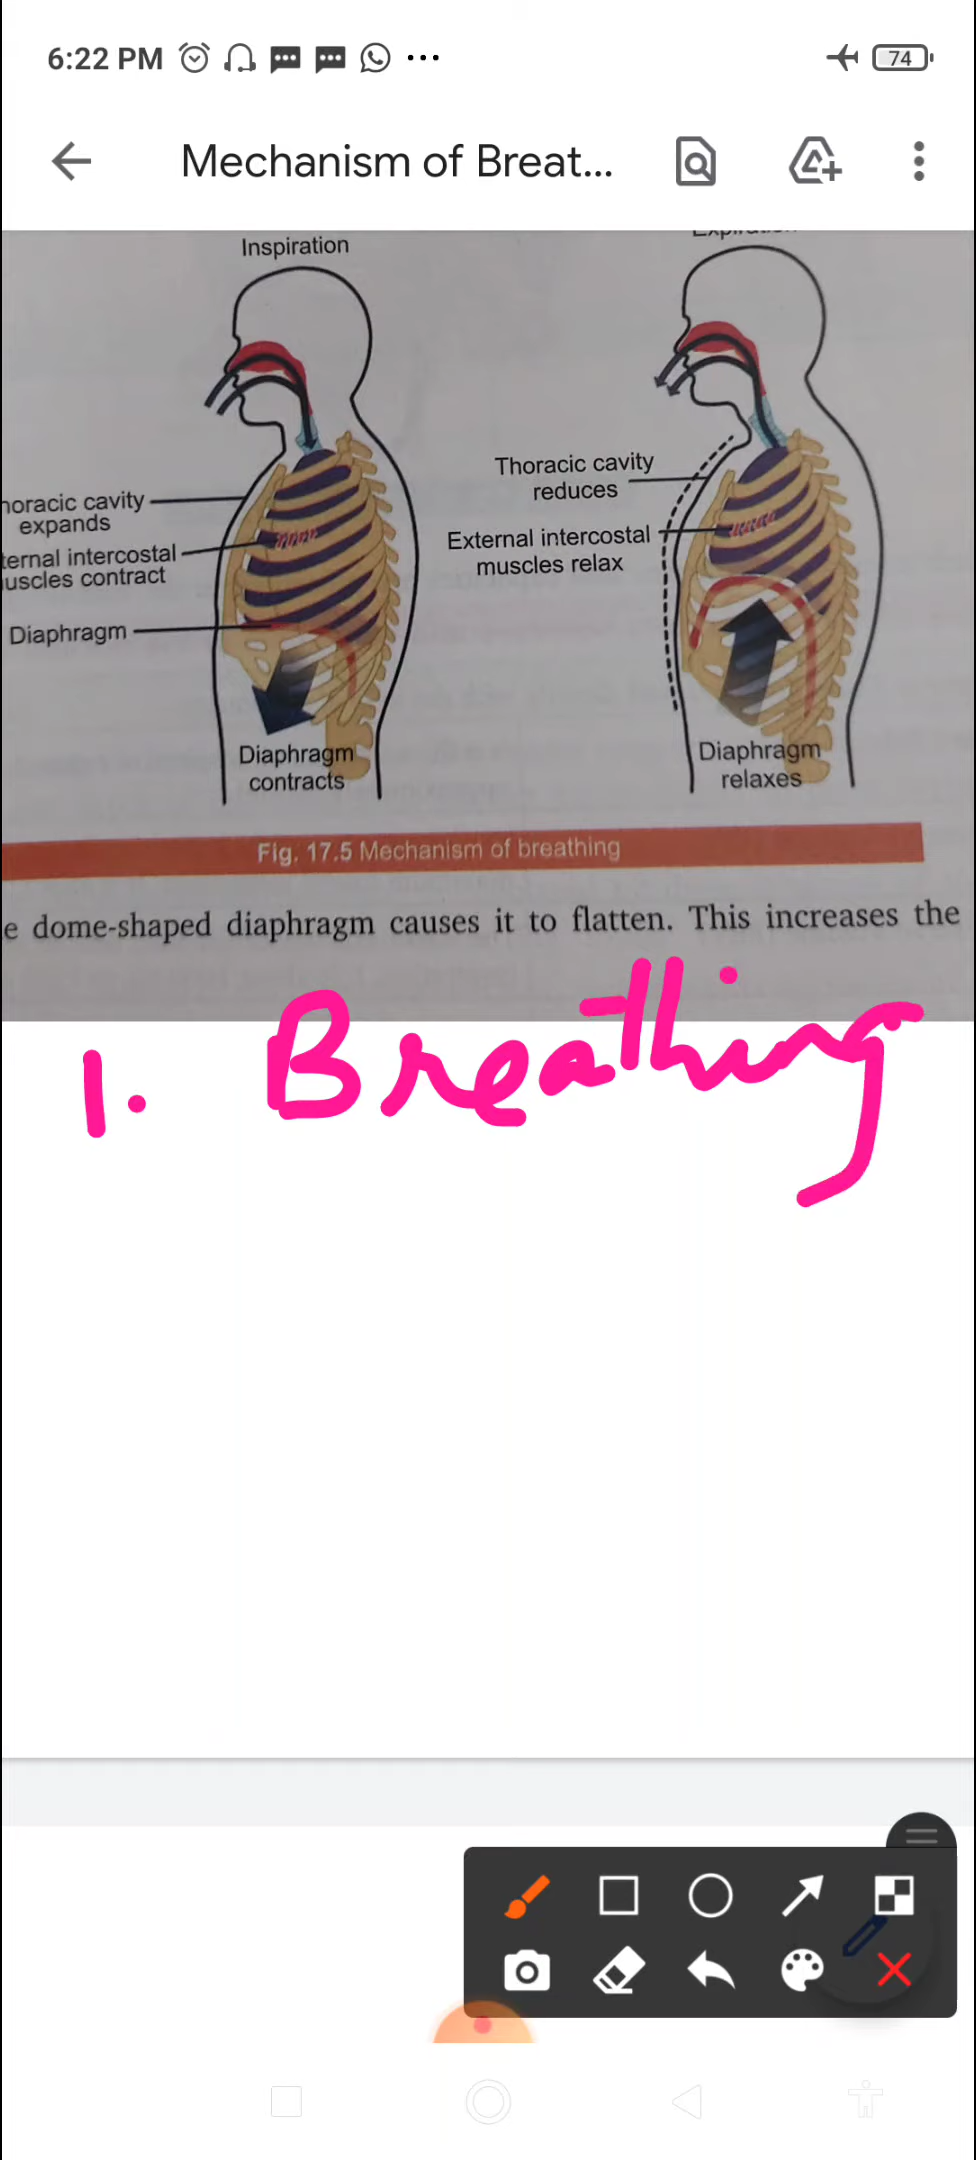 6:22 PM ... 74
Mechanism of Breat...
Inspiration
Thoracic cavity
reduces
External intercostal
muscles relax
horacic cavity
expands
ternal intercostal
uscles contract
Diaphragm
Diaphragm
contracts
Diaphragm
relaxes
Fig. 17.5 Mechanism of breathing
e dome-shaped diaphragm causes it to flatten. This increases the
1. Breathing